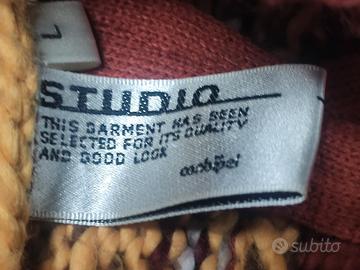 STUDIO
THIS GARMENT HAS BEEN
SELECTED FOR ITS QUALITY
AND GOOD LOOK
subito